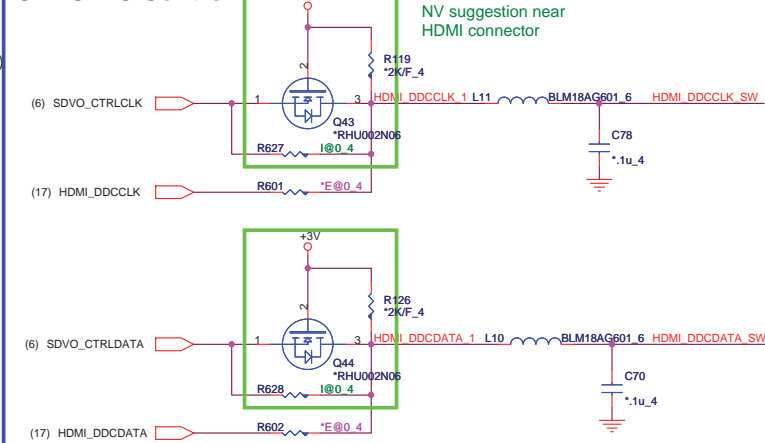 NV suggestion near
HDMI connector
2
R119
*2K/F_4
(6) SDVO_CTRLCLK
1
3
HDMI_DDCCLK_1
L11
BLM18AG601_6
HDMI_DDCCLK_SW
Q43
*RHU002N06
R627
I@0_4
C78
*.1u_4
(17) HDMI_DDCCLK
R601
*E@0_4
+3V
2
R126
*2K/F_4
(6) SDVO_CTRLDATA
1
3
HDMI_DDCDATA_1
L10
BLM18AG601_6
HDMI_DDCDATA_SW
Q44
*RHU002N06
R628
I@0_4
C70
*.1u_4
(17) HDMI_DDCDATA
R602
*E@0_4